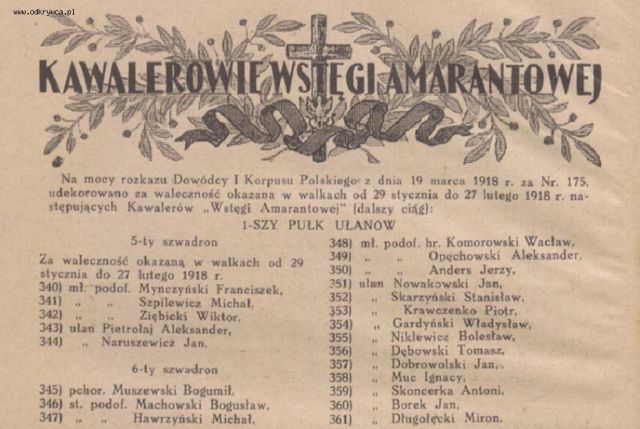 www.odkrywca.pl
KAWALEROWIE WSTĘGI AMARANTOWEJ
Na mocy rozkazu Dowódcy I Korpusu Polskiego z dnia 19 marca 1918 r. za Nr. 175,
udekorowano za waleczność okazaną w walkach od 29 stycznia do 27 lutego 1918 r. na-
stępujących Kawalerów „Wstęgi Amarantowej" (dalszy ciąg):
1-SZY PUŁK UŁANÓW
5-ty szwadron
Za waleczność okazaną w walkach od 29
stycznia do 27 lutego 1918 r.
340) mł. podof. Mynczyński Franciszek,
341) „ „ Szpilewicz Michał,
342) „ „ Ziębicki Wiktor,
343) ułan Pietrołaj Aleksander,
344) „ Naruszewicz Jan,
6-ty szwadron
345) pchor. Muszewski Bogumił,
346) st. podof. Machowski Bogusław,
347) „ „ Hawrzyński Michał,
348) mł. podof. hr. Komorowski Wacław,
349) „ „ Opęchowski Aleksander,
350) „ „ Anders Jerzy,
351) ułan Nowakowski Jan,
352) „ Skarzyński Stanisław,
353) „ Krawczenko Piotr,
354) „ Gardyński Władysław,
355) „ Niklewicz Bolesław,
356) „ Dębowski Tomasz,
357) „ Dobrowolski Jan,
358) „ Muc Ignacy,
359) „ Skoncerka Antoni,
360) „ Borek Jan,
361) „ Długołęcki Miron,